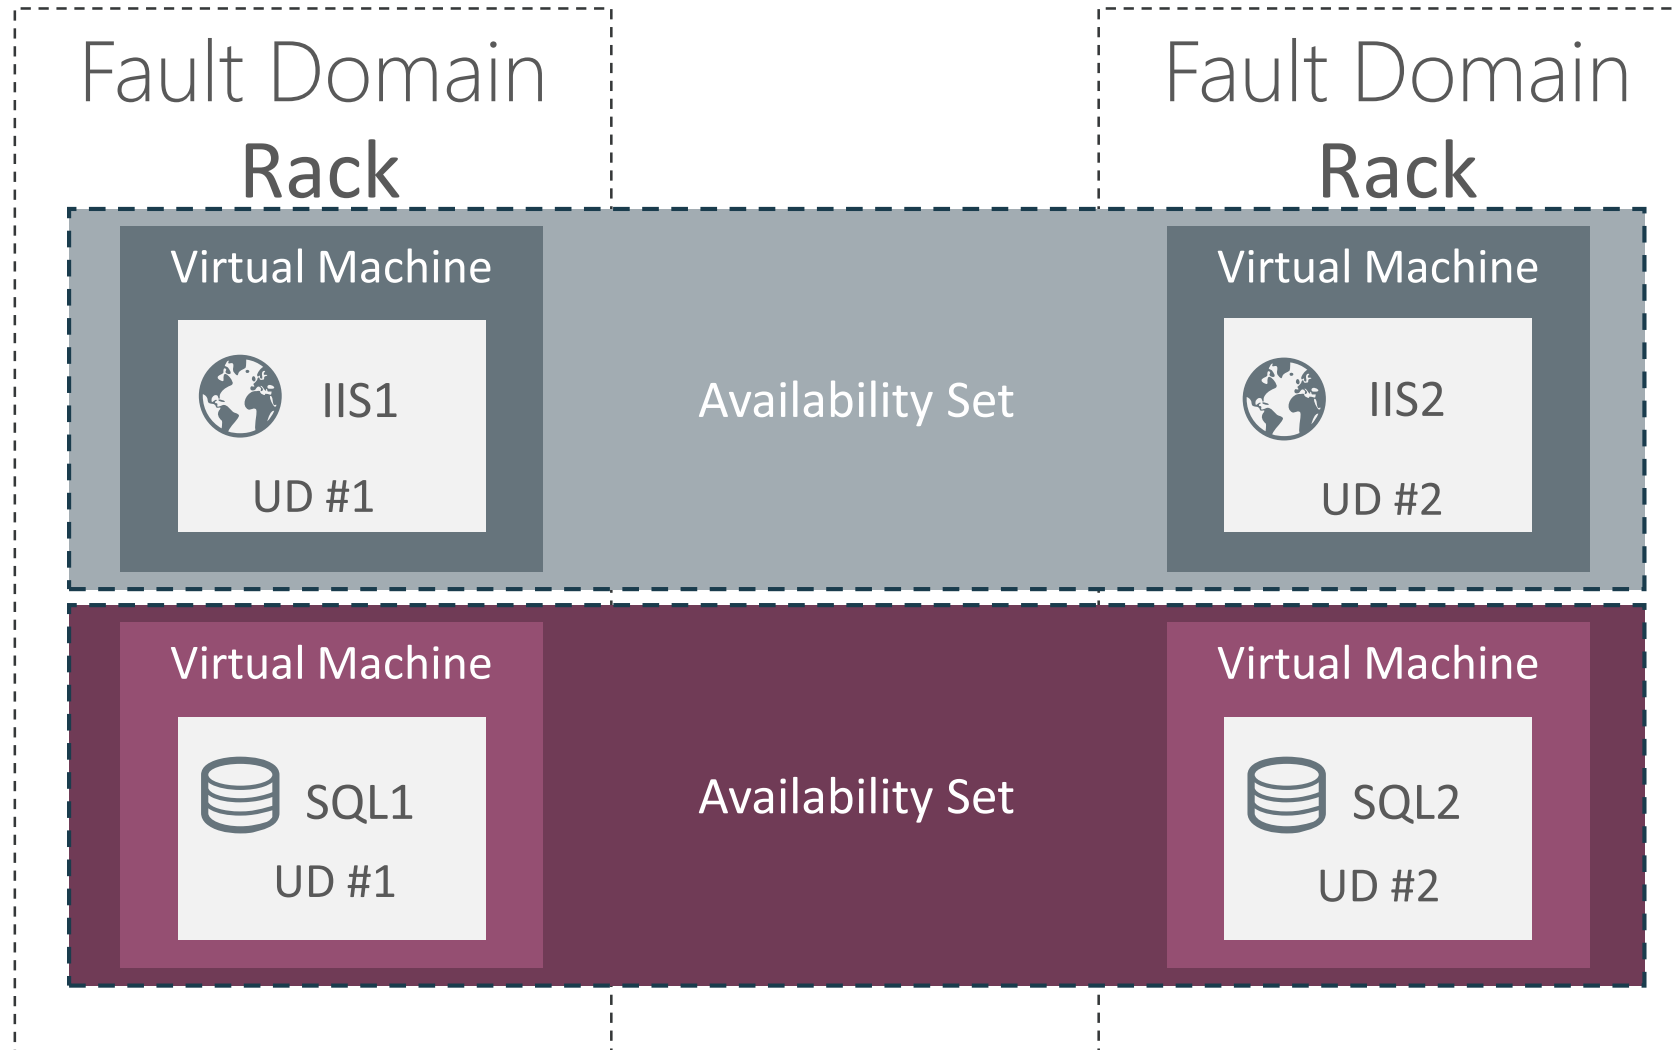 Fault Domain
Rack
Fault Domain
Rack
Virtual Machine
IIS1
UD #1
Availability Set
Virtual Machine
IIS2
UD #2
Virtual Machine
SQL1
UD #1
Availability Set
Virtual Machine
SQL2
UD #2